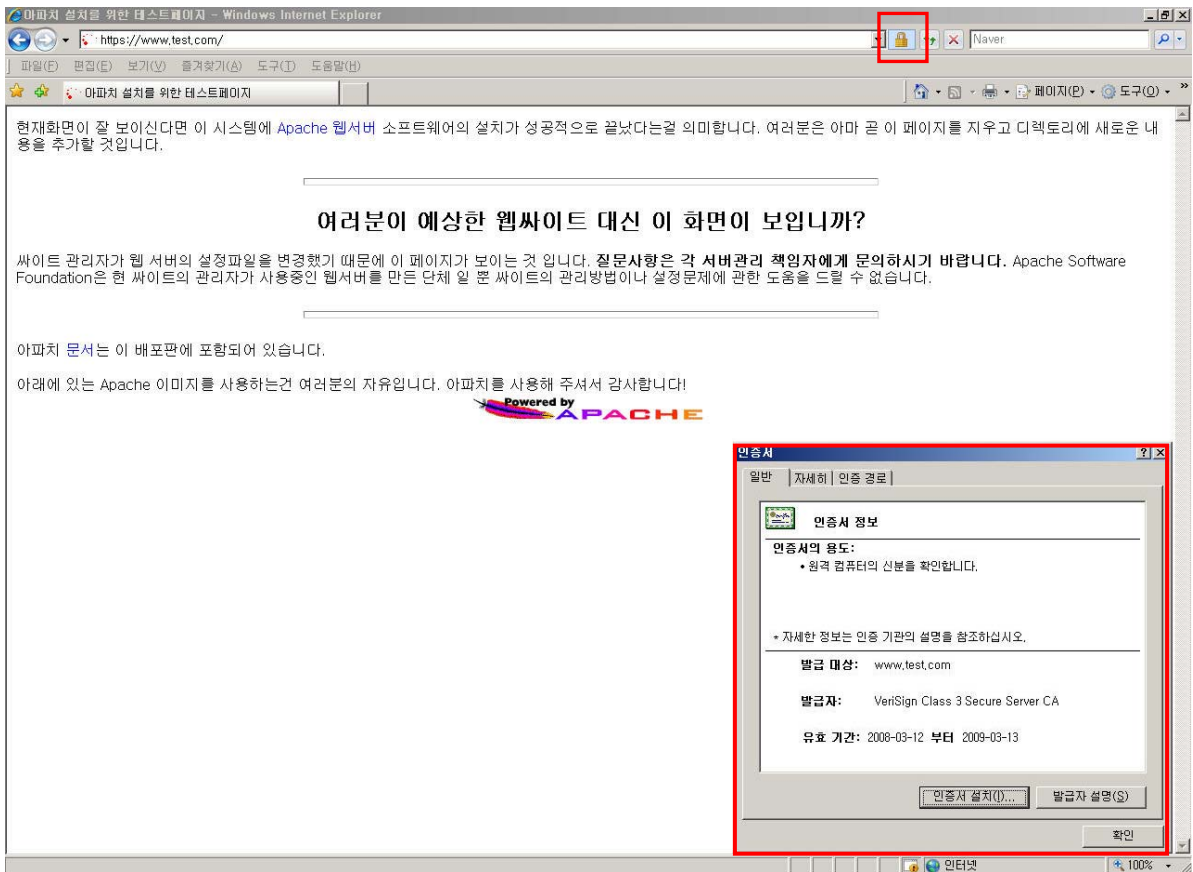 아파치 설치를 위한 테스트페이지 - Windows Internet Explorer
https://www.test.com/
Naver
파일(F) 편집(E) 보기(V) 즐겨찾기(A) 도구(T) 도움말(H)
아파치 설치를 위한 테스트페이지
페이지(P) 도구(O) »
현재화면이 잘 보이신다면 이 시스템에 Apache 웹서버 소프트웨어의 설치가 성공적으로 끝났다는걸 의미합니다. 여러분은 아마 곧 이 페이지를 지우고 디렉토리에 새로운 내
용을 추가할 것입니다.
여러분이 예상한 웹싸이트 대신 이 화면이 보입니까?
싸이트 관리자가 웹 서버의 설정파일을 변경했기 때문에 이 페이지가 보이는 것 입니다. 질문사항은 각 서버관리 책임자에게 문의하시기 바랍니다. Apache Software
Foundation은 현 싸이트의 관리자가 사용중인 웹서버를 만든 단체 일 뿐 싸이트의 관리방법이나 설정문제에 관한 도움을 드릴 수 없습니다.
아파치 문서는 이 배포판에 포함되어 있습니다.
아래에 있는 Apache 이미지를 사용하는건 여러분의 자유입니다. 아파치를 사용해 주셔서 감사합니다!
Powered by
APACHE
인증서
일반 자세히 인증 경로
인증서 정보
인증서의 용도:
• 원격 컴퓨터의 신분을 확인합니다.
* 자세한 정보는 인증 기관의 설명을 참조하십시오.
발급 대상: www.test.com
발급자: VeriSign Class 3 Secure Server CA
유효 기간: 2008-03-12 부터 2009-03-13
인증서 설치(I)... 발급자 설명(S)
확인
인터넷 100%